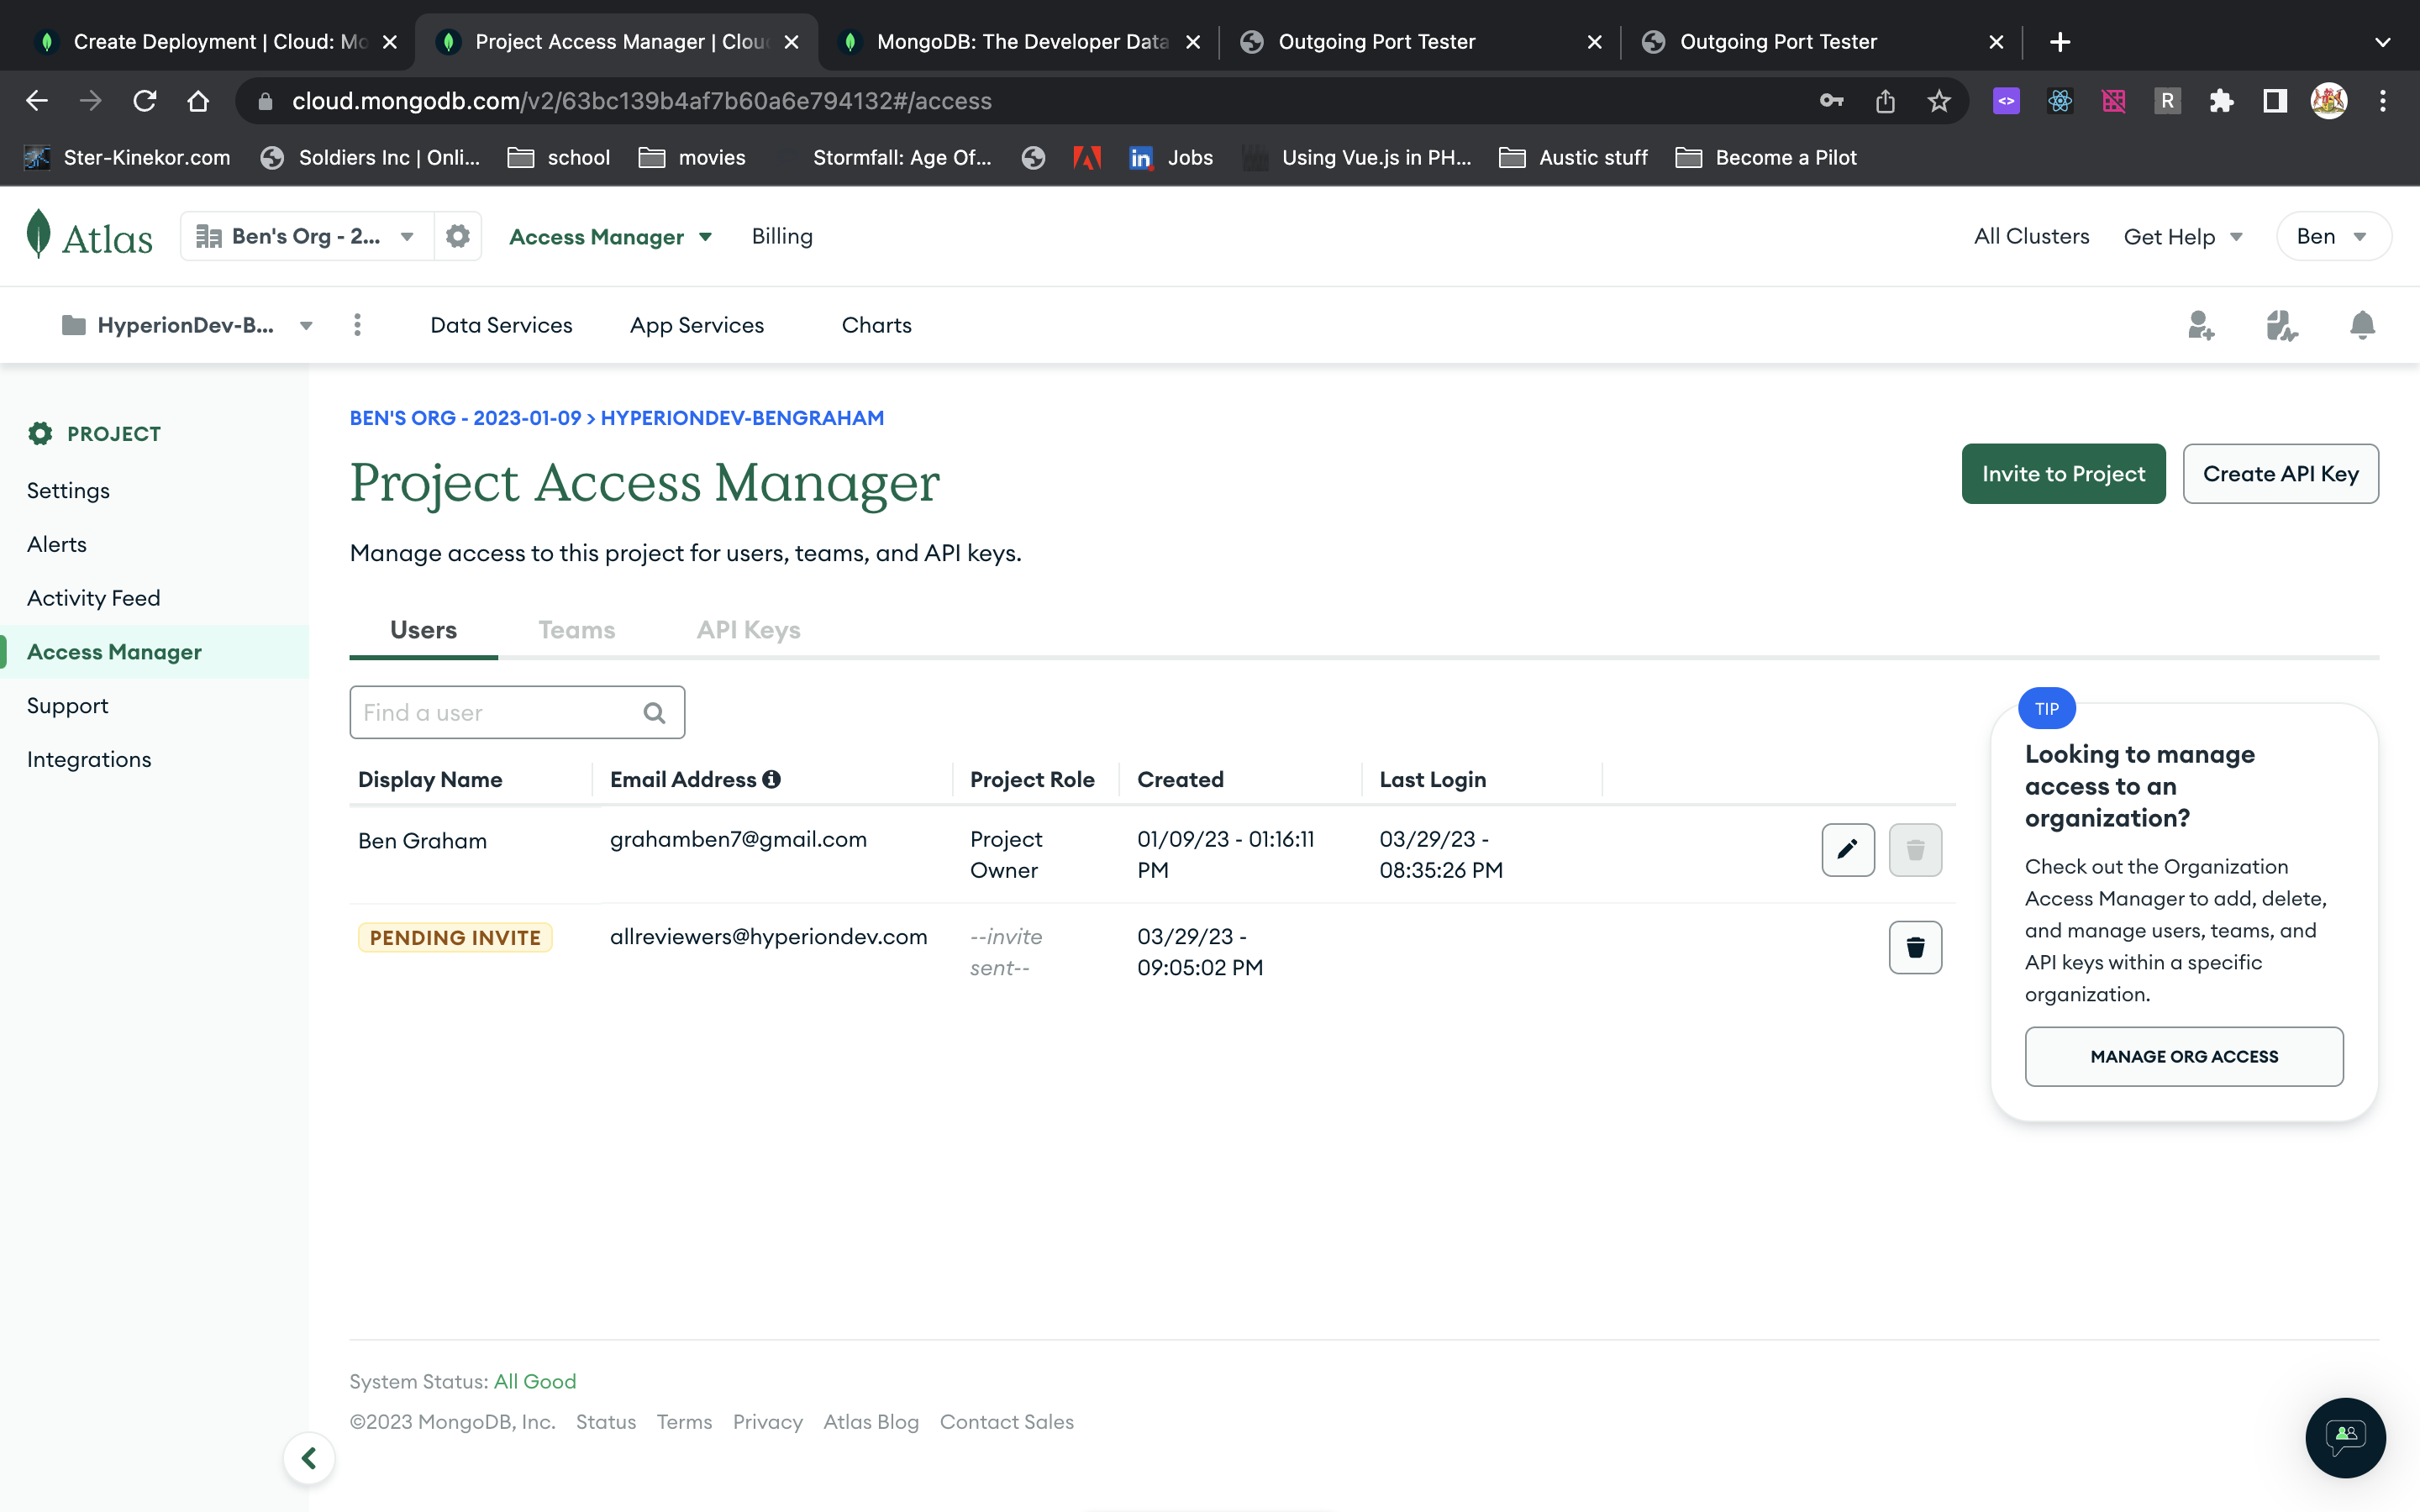 Create Deployment | Cloud: Mo
Project Access Manager | Clou
MongoDB: The Developer Data
Outgoing Port Tester
Outgoing Port Tester
cloud.mongodb.com/v2/63bc139b4af7b60a6e794132#/access
<>
R
Ster-Kinekor.com
Soldiers Inc | Onli...
school
movies
Stormfall: Age Of...
in
Jobs
Using Vue.js in PH...
Austic stuff
Become a Pilot
Atlas
Ben's Org - 2...
Access Manager
Billing
All Clusters
Get Help
Ben
HyperionDev-B...
Data Services
App Services
Charts
PROJECT
Settings
Alerts
Activity Feed
Access Manager
Support
Integrations
BEN'S ORG - 2023-01-09 > HYPERIONDEV-BENGRAHAM
Project Access Manager
Invite to Project
Create API Key
Manage access to this project for users, teams, and API keys.
Users
Teams
API Keys
Find a user
Display Name
Email Address
Project Role
Created
Last Login
Ben Graham
grahamben7@gmail.com
Project
Owner
01/09/23 - 01:16:11
PM
03/29/23 -
08:35:26 PM
PENDING INVITE
allreviewers@hyperiondev.com
--invite
sent--
03/29/23 -
09:05:02 PM
TIP
Looking to manage
access to an
organization?
Check out the Organization
Access Manager to add, delete,
and manage users, teams, and
API keys within a specific
organization.
MANAGE ORG ACCESS
System Status: All Good
©2023 MongoDB, Inc.
Status
Terms
Privacy
Atlas Blog
Contact Sales